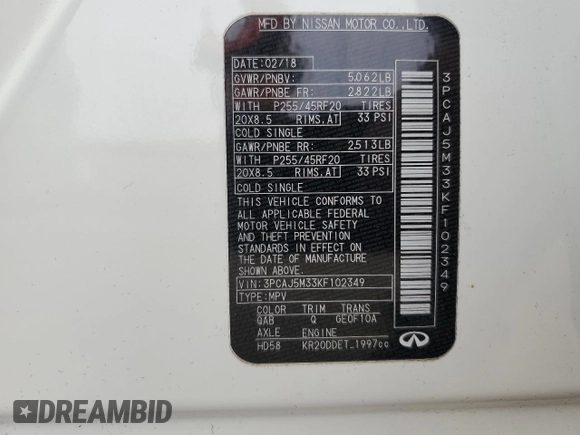 MFD BY NISSAN MOTOR CO.,LTD.
DATE: 02/18
GVWR/PNBV: 5,062LB
GAWR/PNBE FR: 2,822LB
WITH P255/45RF20 TIRES
20X8.5 RIMS,AT 33 PSI
COLD SINGLE
GAWR/PNBE RR: 2,513LB
WITH P255/45RF20 TIRES
20X8.5 RIMS,AT 33 PSI
COLD SINGLE
THIS VEHICLE CONFORMS TO
ALL APPLICABLE FEDERAL
MOTOR VEHICLE SAFETY
AND THEFT PREVENTION
STANDARDS IN EFFECT ON
THE DATE OF MANUFACTURE
SHOWN ABOVE.
VIN: 3PCAJ5M33KF102349
TYPE: MPV
COLOR TRIM TRANS
QAB Q GE0F10A
AXLE ENGINE
HD58 KR20DDET_1997cc
3PCAJ5M33KF102349
INFINITI
DREAMBID